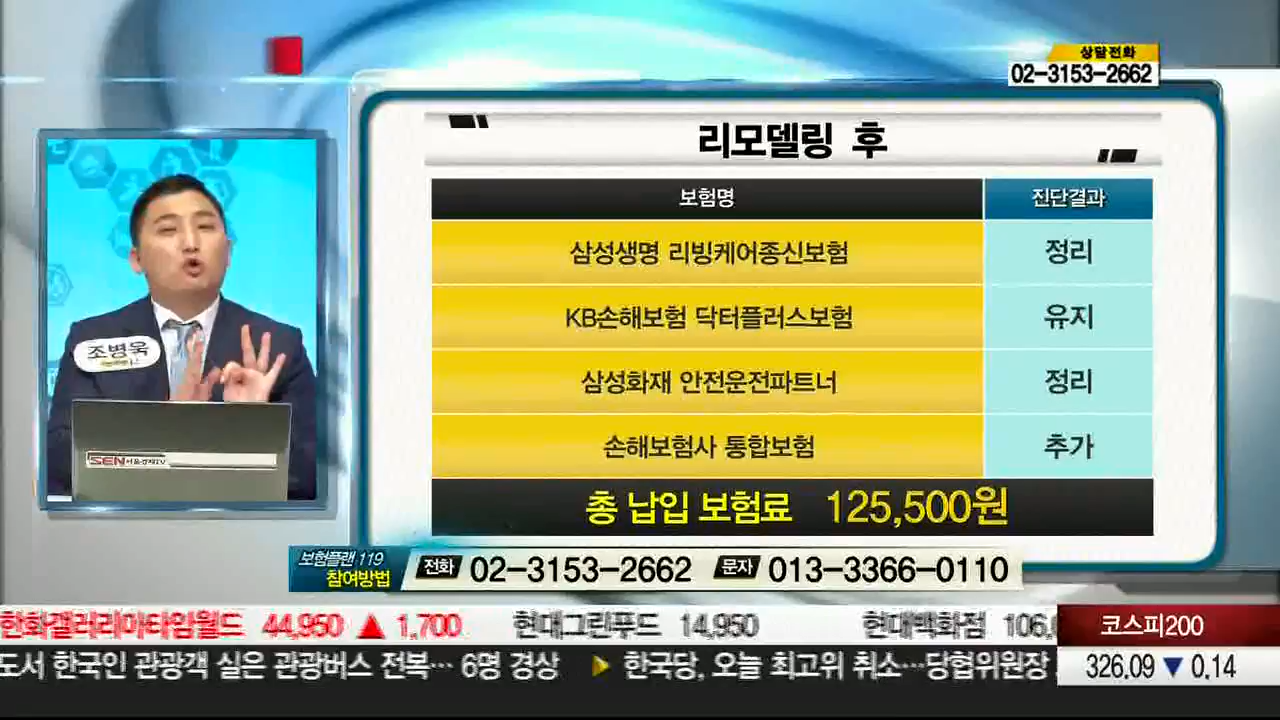 상담전화
02-3153-2662
리모델링 후
보험명 진단결과
삼성생명 리빙케어종신보험 정리
KB손해보험 닥터플러스보험 유지
삼성화재 안전운전파트너 정리
손해보험사 통합보험 추가
총 납입 보험료 125,500원
조병욱
SEN 서울경제TV
보험플랜 119
참여방법
전화 02-3153-2662 문자 013-3366-0110
한화갤러리아타임월드 44,950 ▲ 1,700 현대그린푸드 14,950 현대백화점 106,
코스피200
도서 한국인 관광객 실은 관광버스 전복… 6명 경상 ▶ 한국당, 오늘 최고위 취소…당협위원장
326.09 ▼ 0.14